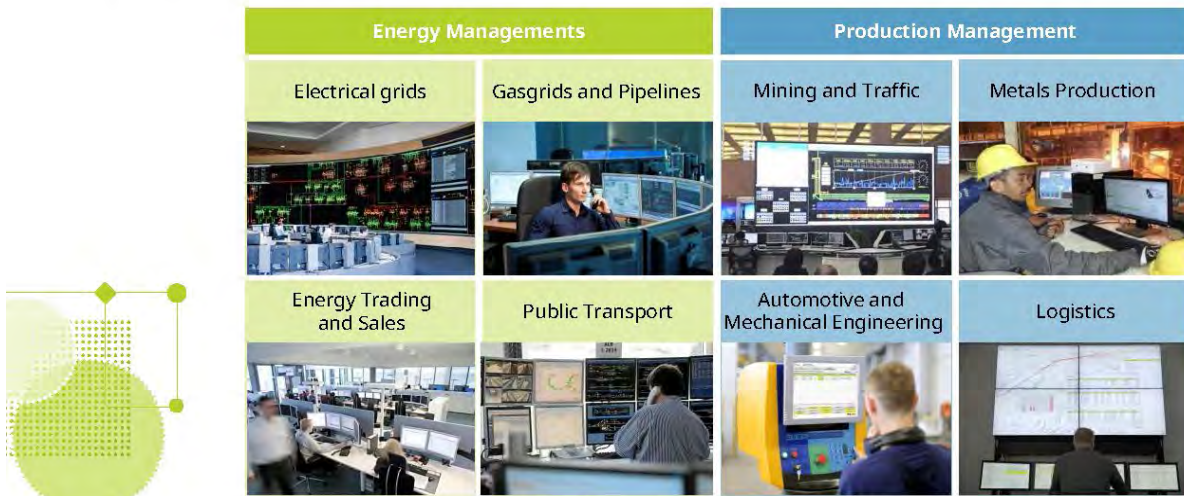 Energy Managements
Production Management
Electrical grids
Gasgrids and Pipelines
Mining and Traffic
Metals Production
Energy Trading
and Sales
Public Transport
Automotive and
Mechanical Engineering
Logistics